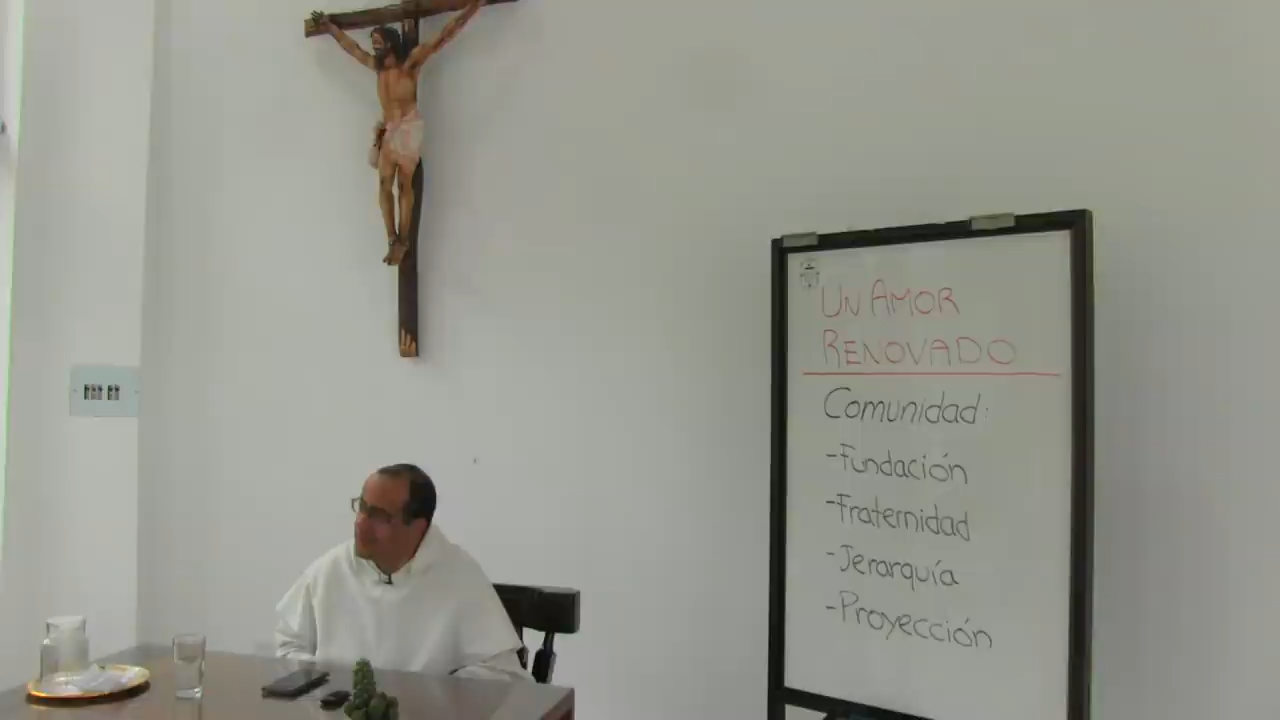 UN AMOR
RENOVADO
Comunidad:
-Fundación
-Fraternidad
-Jerarquía
-Proyección